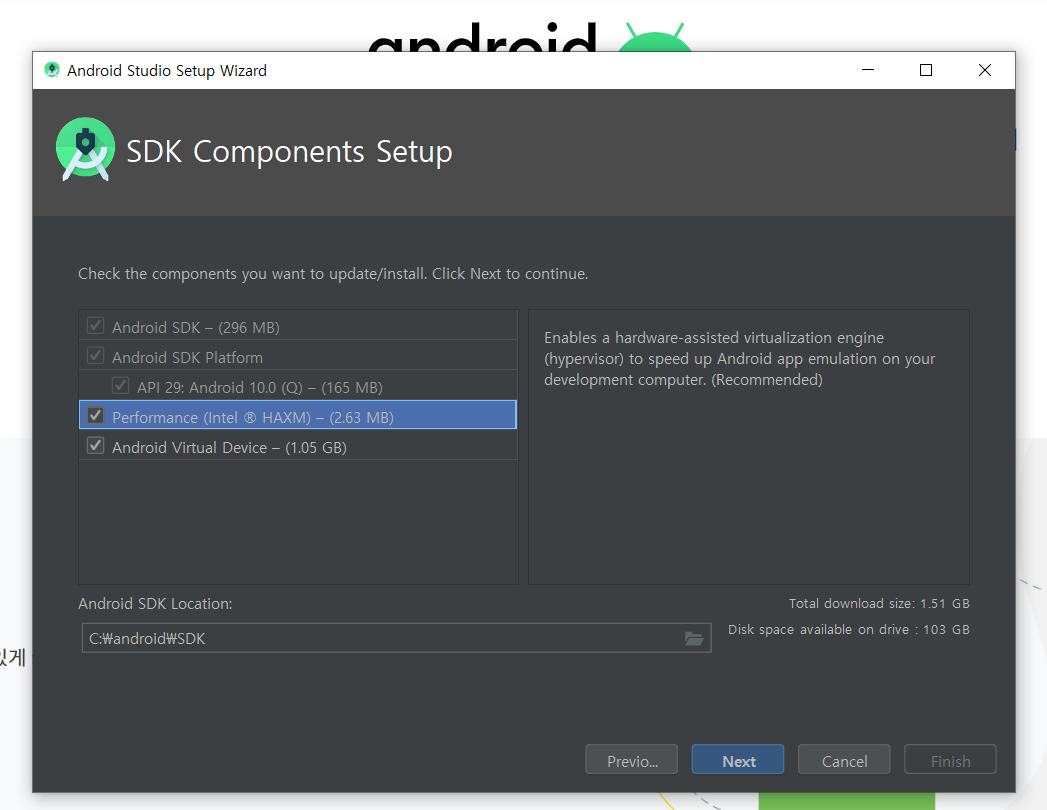 android
Android Studio Setup Wizard
SDK Components Setup
Check the components you want to update/install. Click Next to continue.
Android SDK – (296 MB)
Android SDK Platform
API 29: Android 10.0 (Q) – (165 MB)
Performance (Intel ® HAXM) – (2.63 MB)
Android Virtual Device – (1.05 GB)
Enables a hardware-assisted virtualization engine
(hypervisor) to speed up Android app emulation on your
development computer. (Recommended)
Android SDK Location:
Total download size: 1.51 GB
C:₩android₩SDK
Disk space available on drive : 103 GB
있게
Previo...
Next
Cancel
Finish